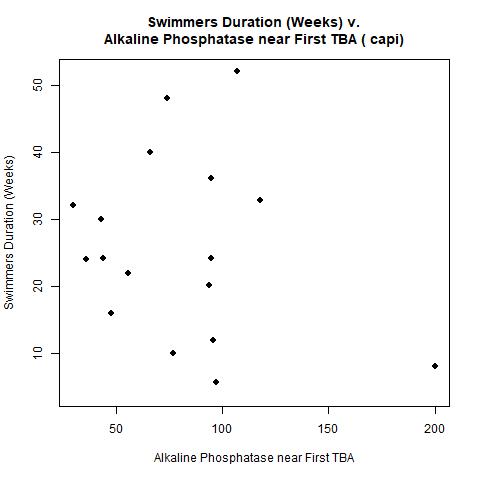 Swimmers Duration (Weeks) v.
Alkaline Phosphatase near First TBA ( capi)
Swimmers Duration (Weeks)
50
40
30
20
10
50
100
150
200
Alkaline Phosphatase near First TBA